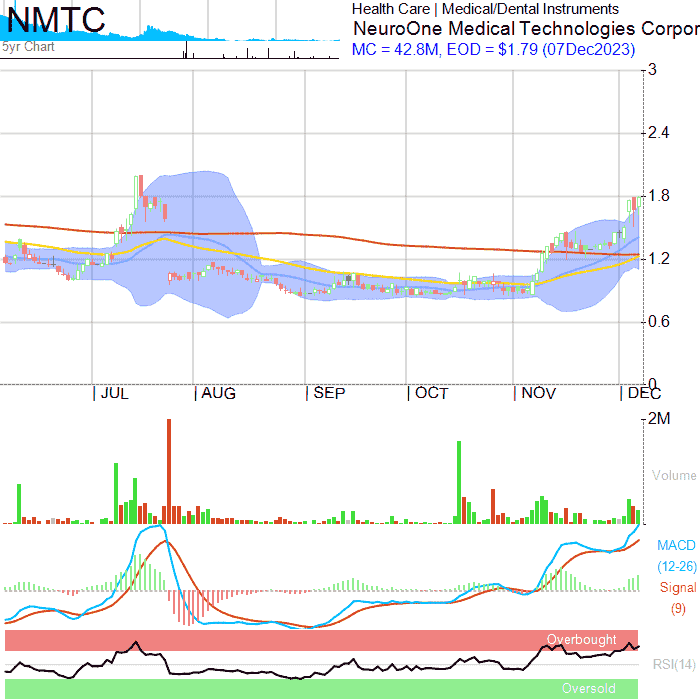 NMTC
5yr Chart
Health Care | Medical/Dental Instruments
NeuroOne Medical Technologies Corpor
MC = 42.8M, EOD = $1.79 (07Dec2023)
3
2.4
1.8
1.2
0.6
0
JUL AUG SEP OCT NOV DEC
2M
Volume
MACD
(12-26)
Signal
(9)
Overbought
RSI(14)
Oversold